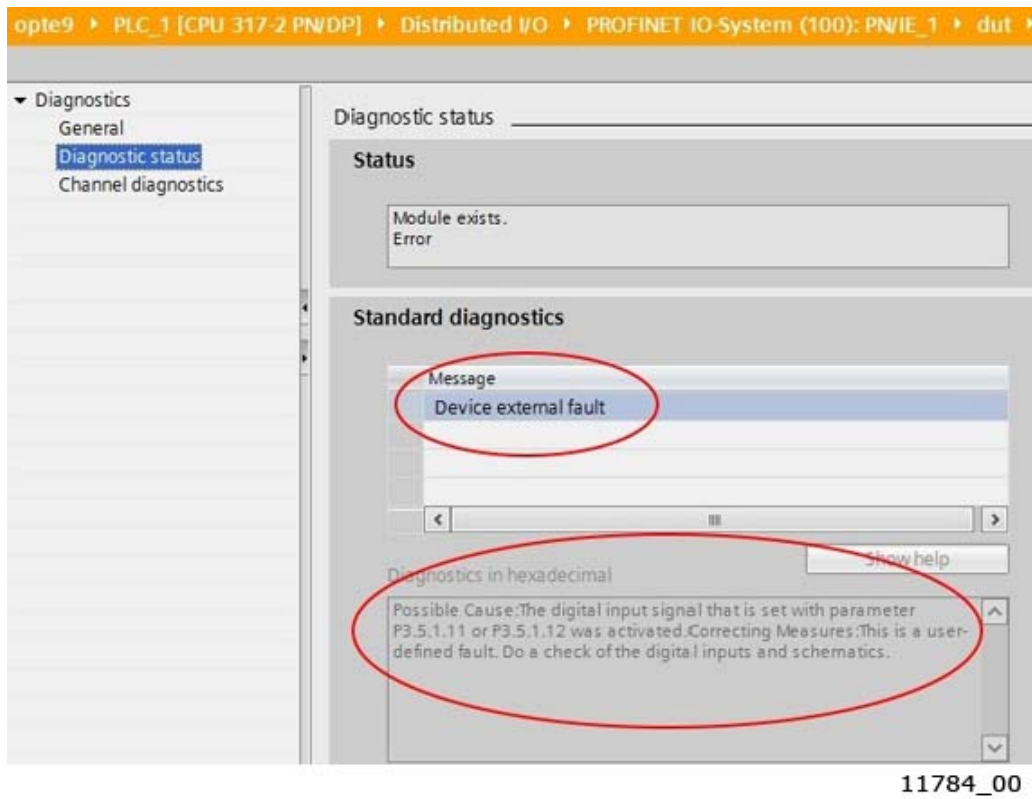 opte9 ▸ PLC_1 [CPU 317-2 PN/DP] ▸ Distributed I/O ▸ PROFINET IO-System (100): PN/IE_1 ▸ dut ▸
Diagnostics
General
Diagnostic status
Channel diagnostics
Diagnostic status
Status
Module exists.
Error
Standard diagnostics
Message
Device external fault
Show help
Diagnostics in hexadecimal
Possible Cause:The digital input signal that is set with parameter
P3.5.1.11 or P3.5.1.12 was activated.Correcting Measures:This is a user-
defined fault. Do a check of the digital inputs and schematics.
11784_00